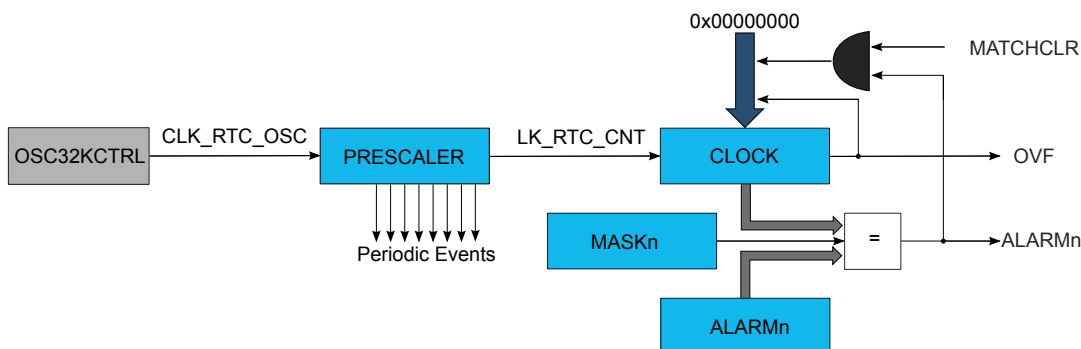 0x00000000
MATCHCLR
CLK_RTC_OSC
LK_RTC_CNT
OSC32KCTRL
PRESCALER
CLOCK
OVF
Periodic Events
MASKn
=
ALARMn
ALARMn